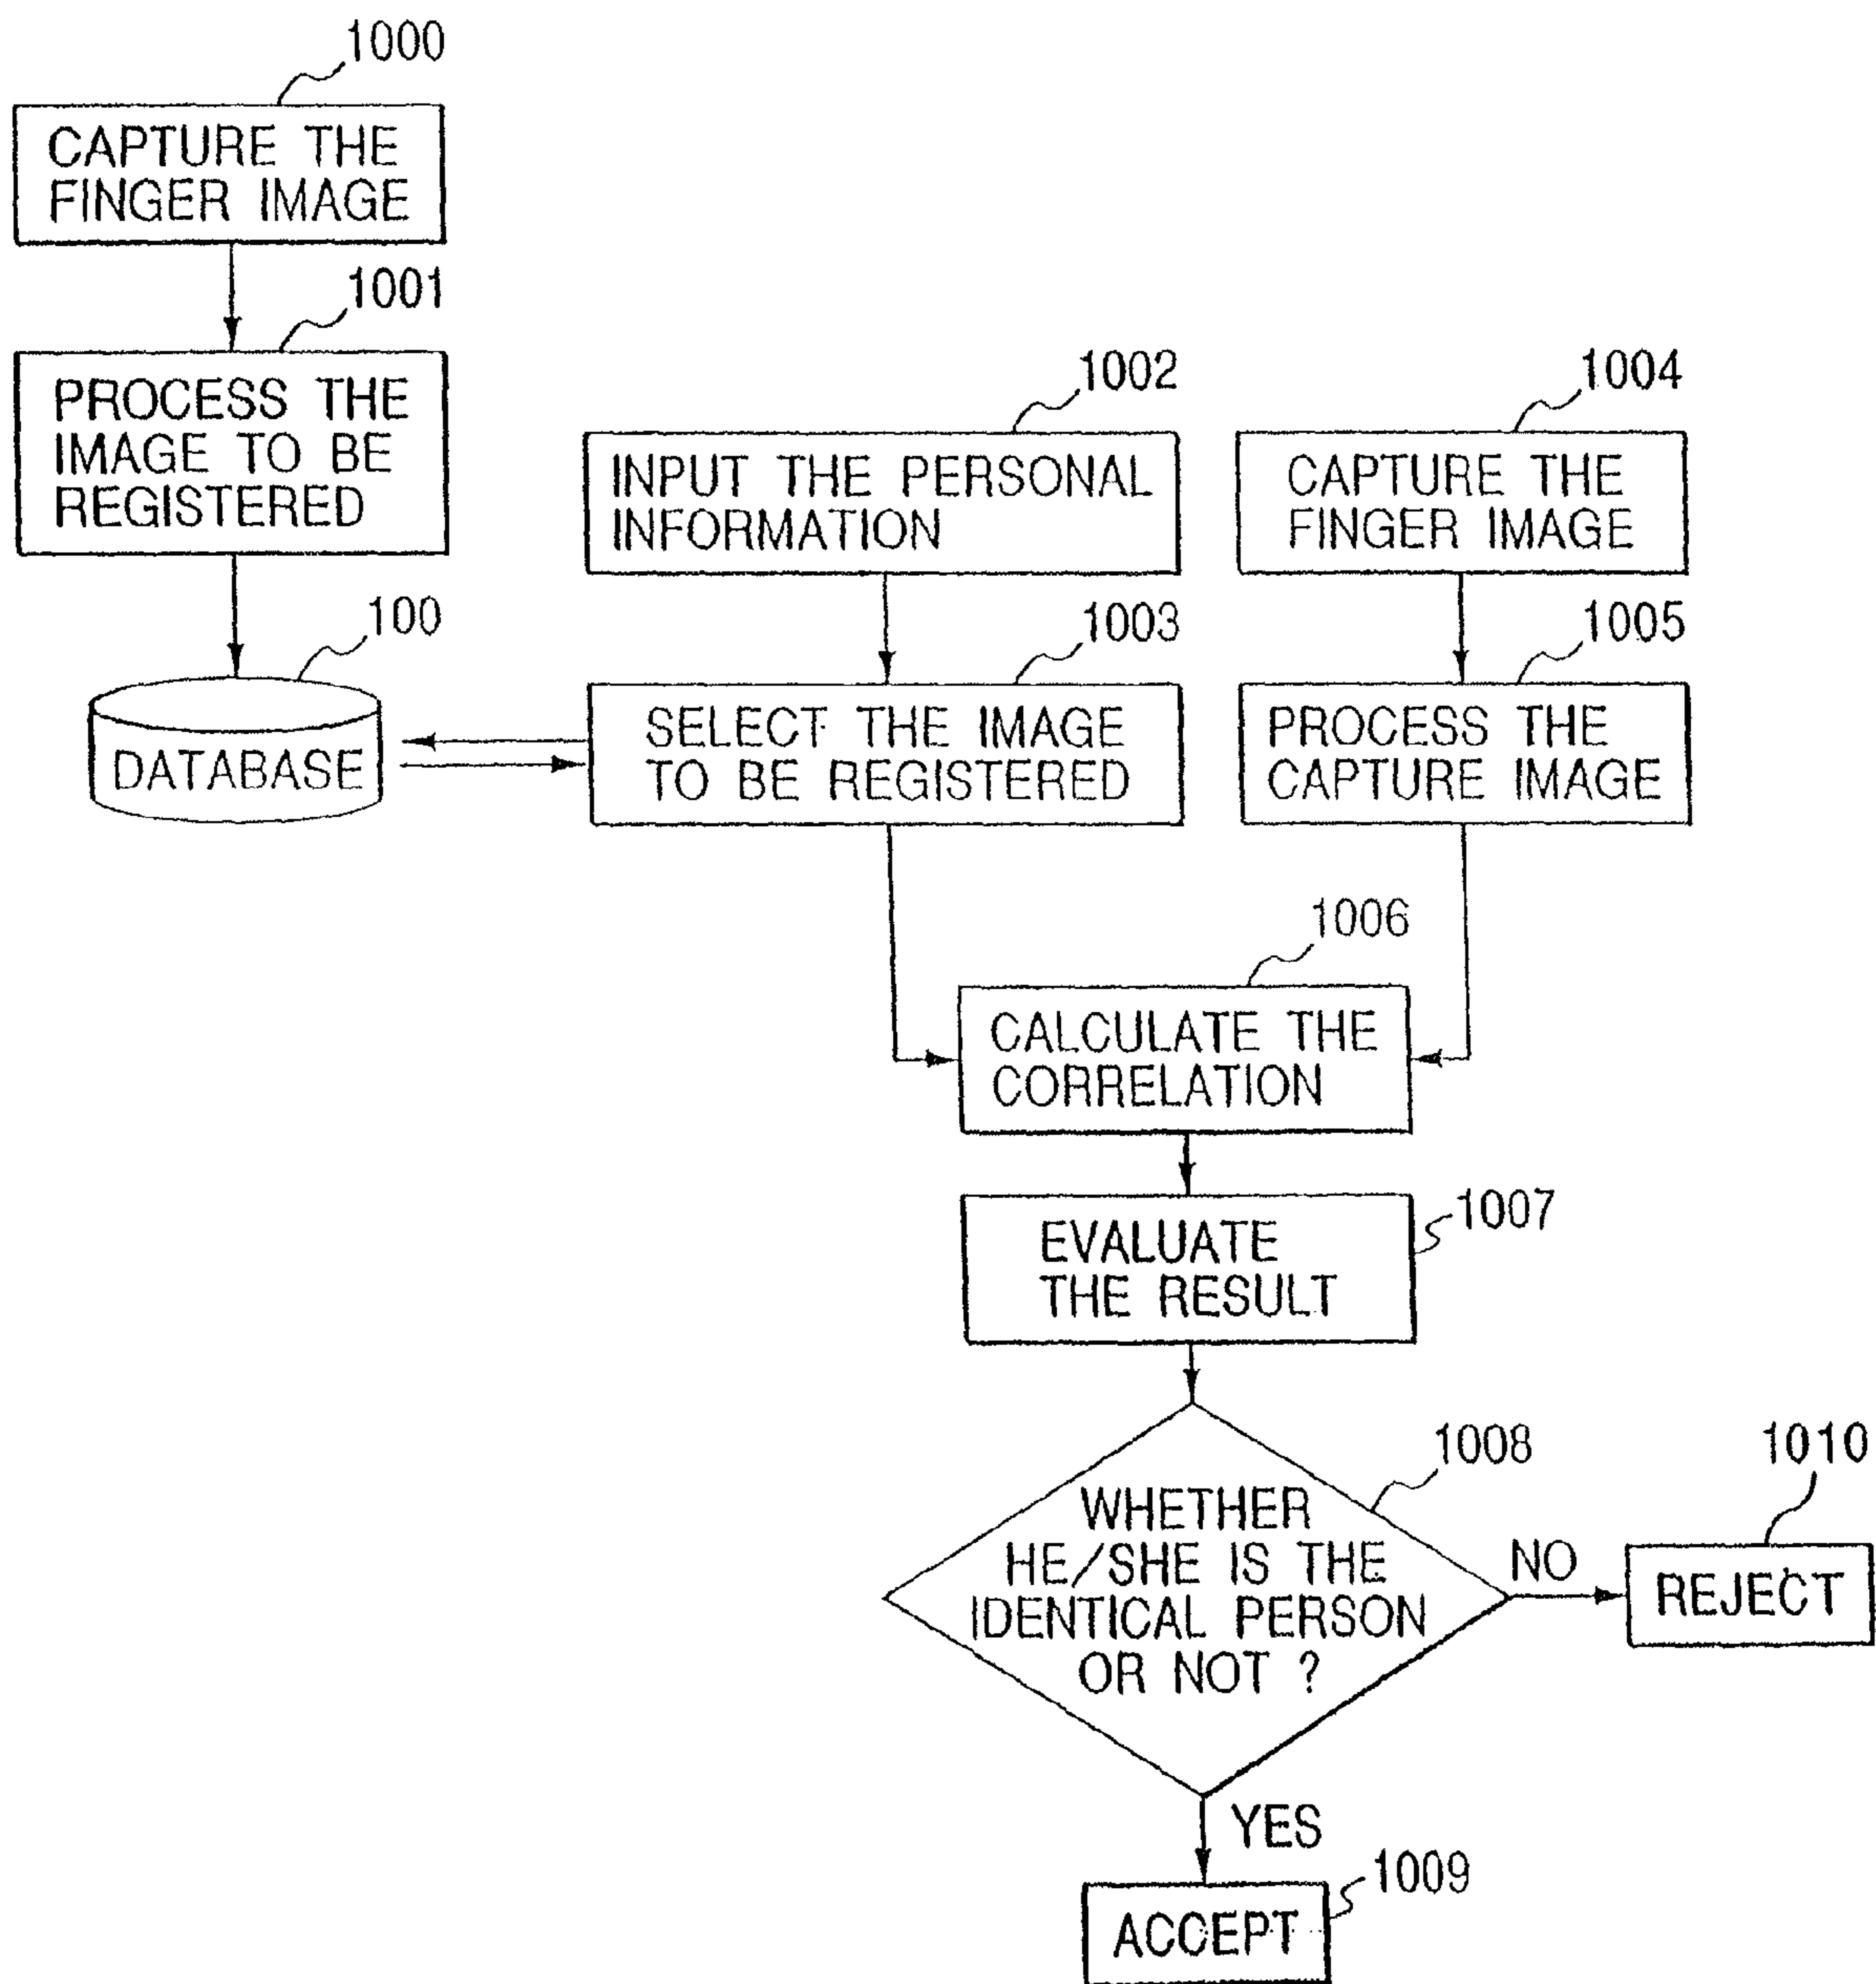 1000
CAPTURE THE
FINGER IMAGE
1001
PROCESS THE
IMAGE TO BE
REGISTERED
100
DATABASE
1002
INPUT THE PERSONAL
INFORMATION
1003
SELECT THE IMAGE
TO BE REGISTERED
1004
CAPTURE THE
FINGER IMAGE
1005
PROCESS THE
CAPTURE IMAGE
1006
CALCULATE THE
CORRELATION
1007
EVALUATE
THE RESULT
1008
WHETHER
HE/SHE IS THE
IDENTICAL PERSON
OR NOT ?
NO
1010
REJECT
YES
1009
ACCEPT